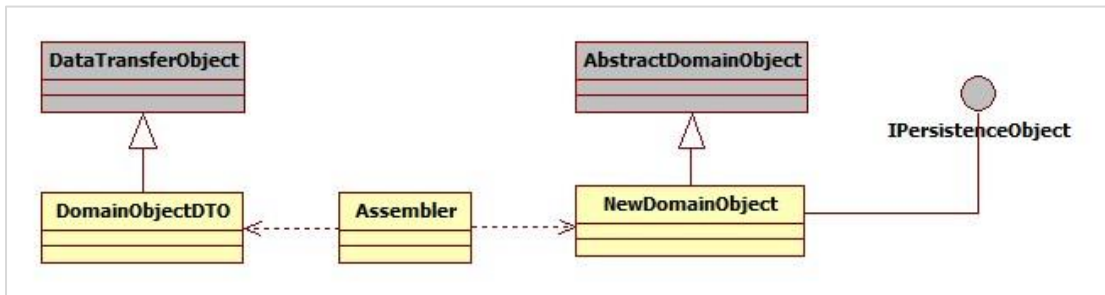 DataTransferObject
AbstractDomainObject
IPersistenceObject
DomainObjectDTO
Assembler
NewDomainObject